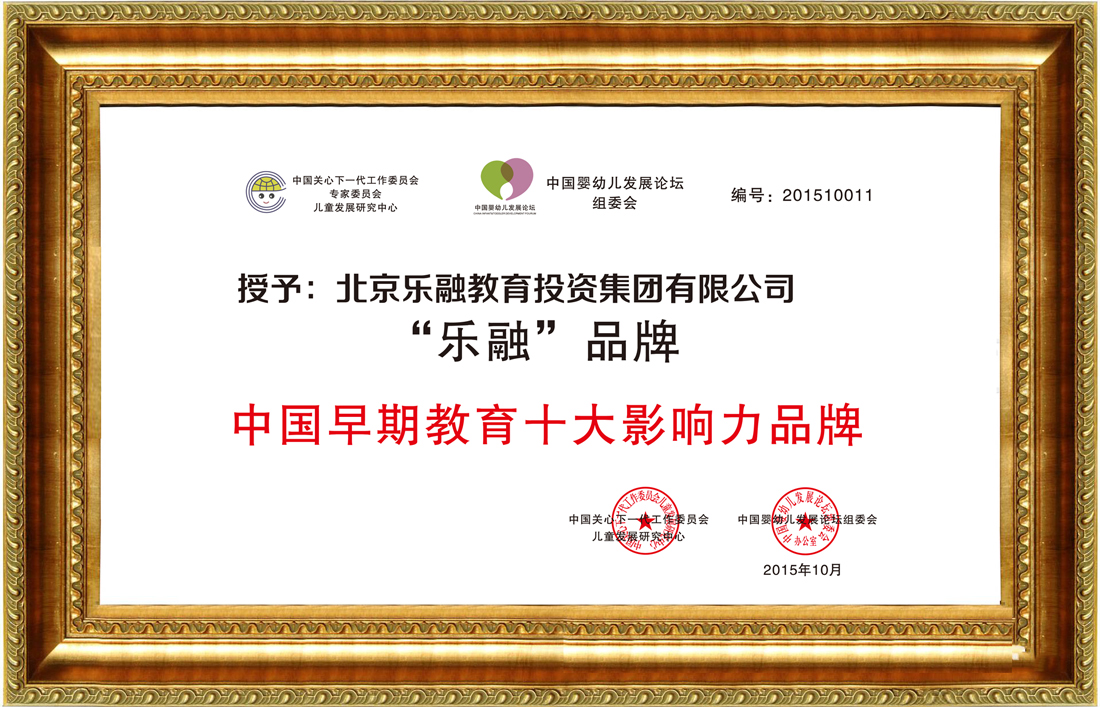 中国关心下一代工作委员会
专家委员会
儿童发展研究中心
中国婴幼儿发展论坛
中国婴幼儿发展论坛
组委会
编号：201510011
授予：北京乐融教育投资集团有限公司
“乐融”品牌
中国早期教育十大影响力品牌
中国关心下一代工作委员会
儿童发展研究中心
中国婴幼儿发展论坛组委会
2015年10月